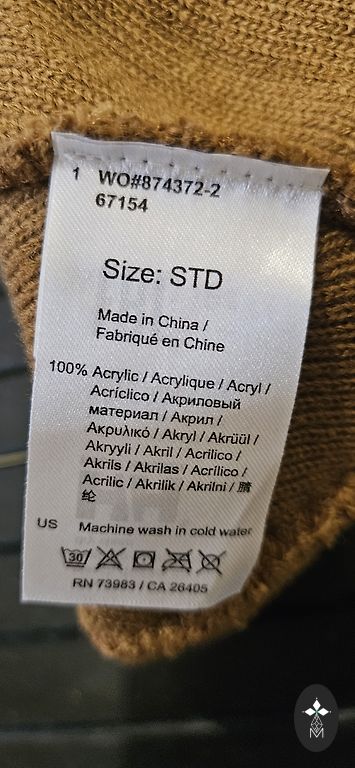 1 WO#874372-2
67154
Size: STD
Made in China /
Fabriqué en Chine
100% Acrylic / Acrylique / Acryl /
Acríclico / Акриловый
материал / Акрил /
Ακρυλικό / Akryl / Akrüül /
Akryyli / Akril / Acrilico /
Akrils / Akrilas / Acrílico /
Acrilic / Akrilik / Akrilni / 腈
纶
US Machine wash in cold water
30
RN 73983 / CA 26405
M